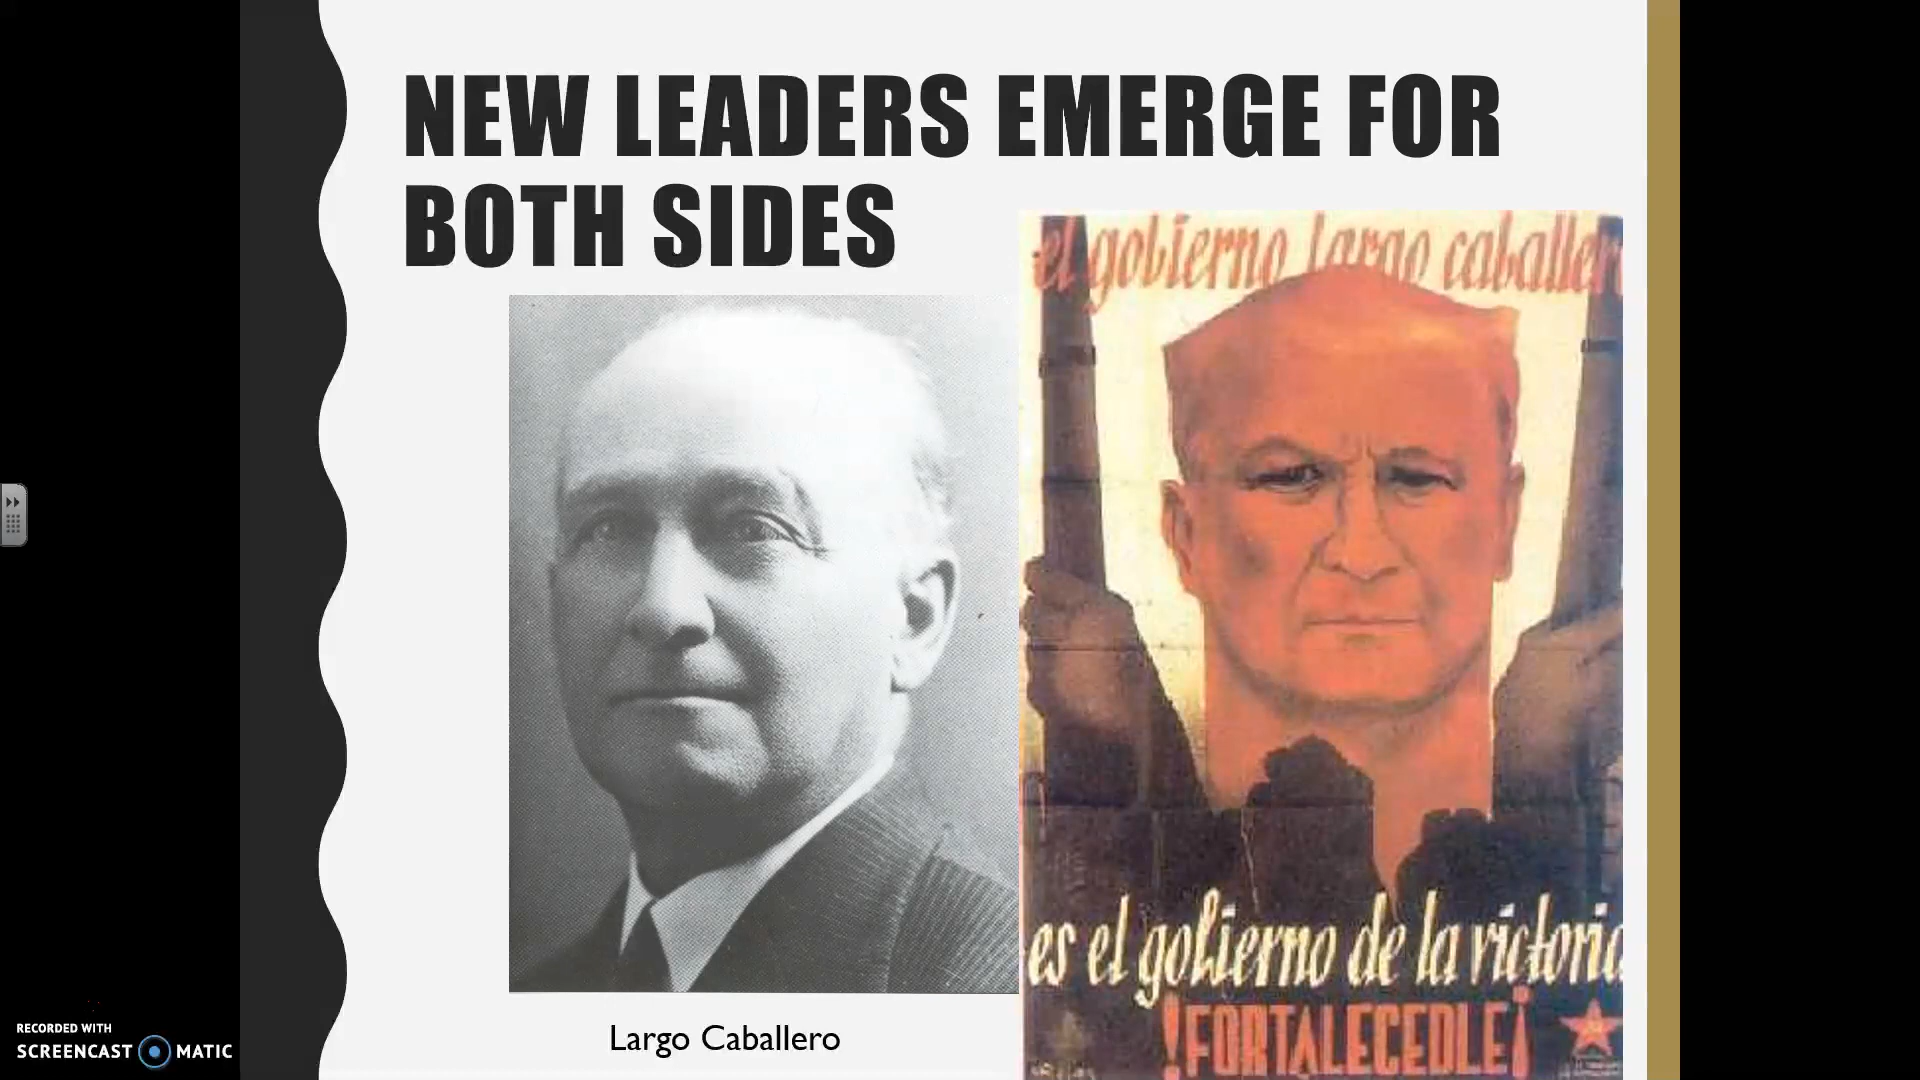 NEW LEADERS EMERGE FOR
BOTH SIDES
el gobierno largo caballero
es el gobierno de la victoria
!FORTALECEDLE¡
Largo Caballero
RECORDED WITH
SCREENCAST MATIC